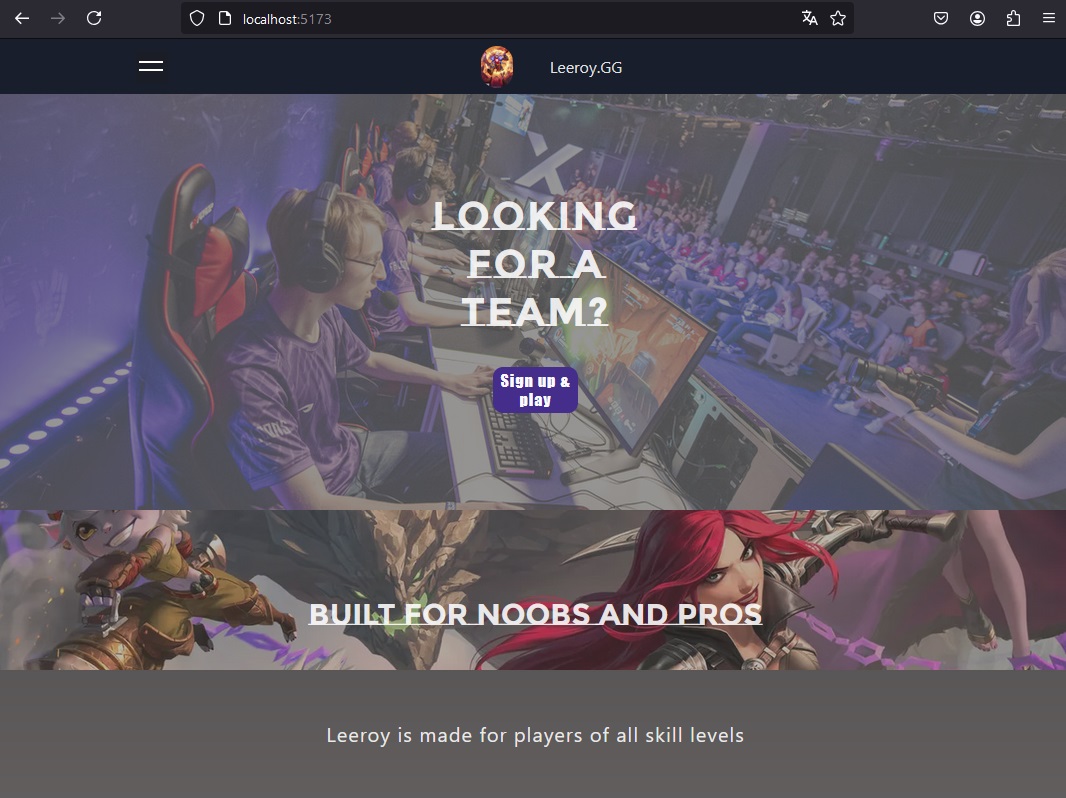 localhost:5173
Leeroy.GG
LOOKING
FOR A
TEAM?
Sign up &
play
BUILT FOR NOOBS AND PROS
Leeroy is made for players of all skill levels